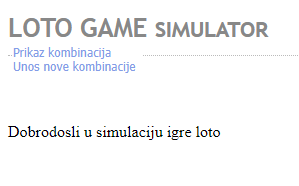 LOTO GAME SIMULATOR
Prikaz kombinacija
Unos nove kombinacije
Dobrodosli u simulaciju igre loto